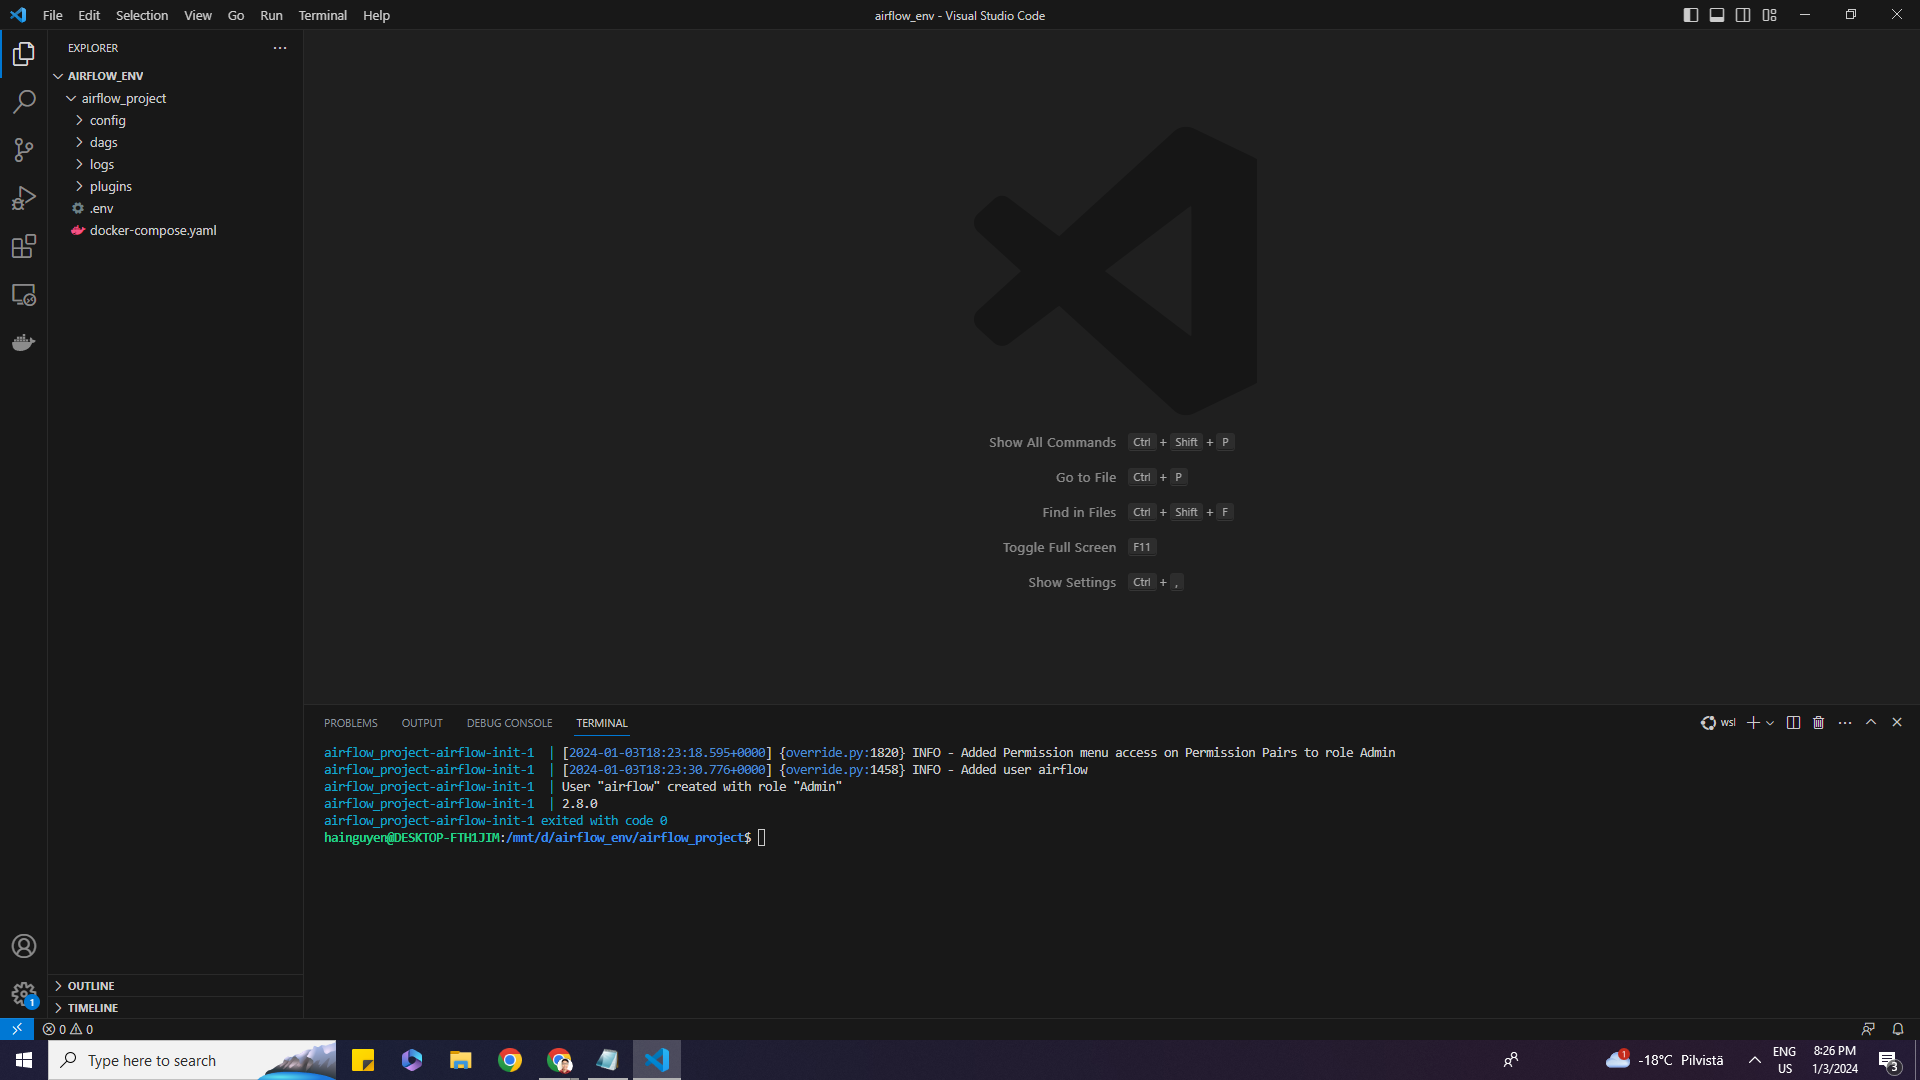 File Edit Selection View Go Run Terminal Help
airflow_env - Visual Studio Code
EXPLORER
AIRFLOW_ENV
airflow_project
config
dags
logs
plugins
.env
docker-compose.yaml
Show All Commands Ctrl + Shift + P
Go to File Ctrl + P
Find in Files Ctrl + Shift + F
Toggle Full Screen F11
Show Settings Ctrl + ,
PROBLEMS OUTPUT DEBUG CONSOLE TERMINAL
wsl
airflow_project-airflow-init-1 | [2024-01-03T18:23:18.595+0000] {override.py:1820} INFO - Added Permission menu access on Permission Pairs to role Admin
airflow_project-airflow-init-1 | [2024-01-03T18:23:30.776+0000] {override.py:1458} INFO - Added user airflow
airflow_project-airflow-init-1 | User "airflow" created with role "Admin"
airflow_project-airflow-init-1 | 2.8.0
airflow_project-airflow-init-1 exited with code 0
hainguyen@DESKTOP-FTH1JIM:/mnt/d/airflow_env/airflow_project$
OUTLINE
TIMELINE
1
0 0
Type here to search
1
-18°C Pilvistä
ENG
US
8:26 PM
1/3/2024
3